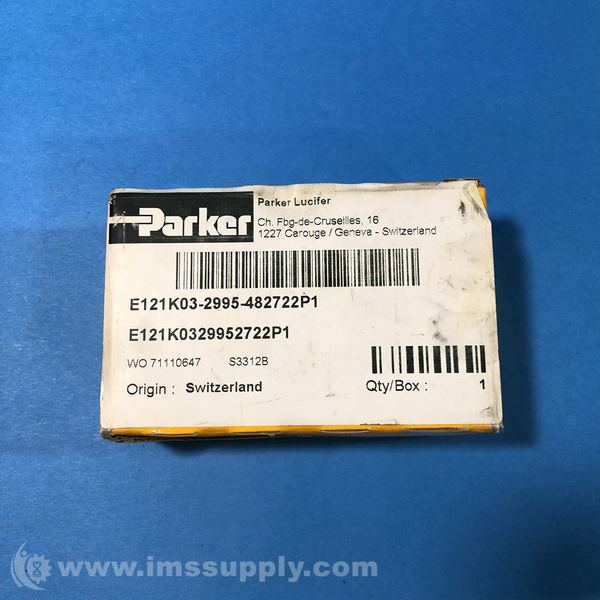 Parker
Parker Lucifer
Ch. Fbg-de-Cruseilles, 16
1227 Carouge / Geneva - Switzerland
E121K03-2995-482722P1
E121K0329952722P1
WO 71110647 S3312B
Origin : Switzerland
Qty/Box : 1
www.imssupply.com